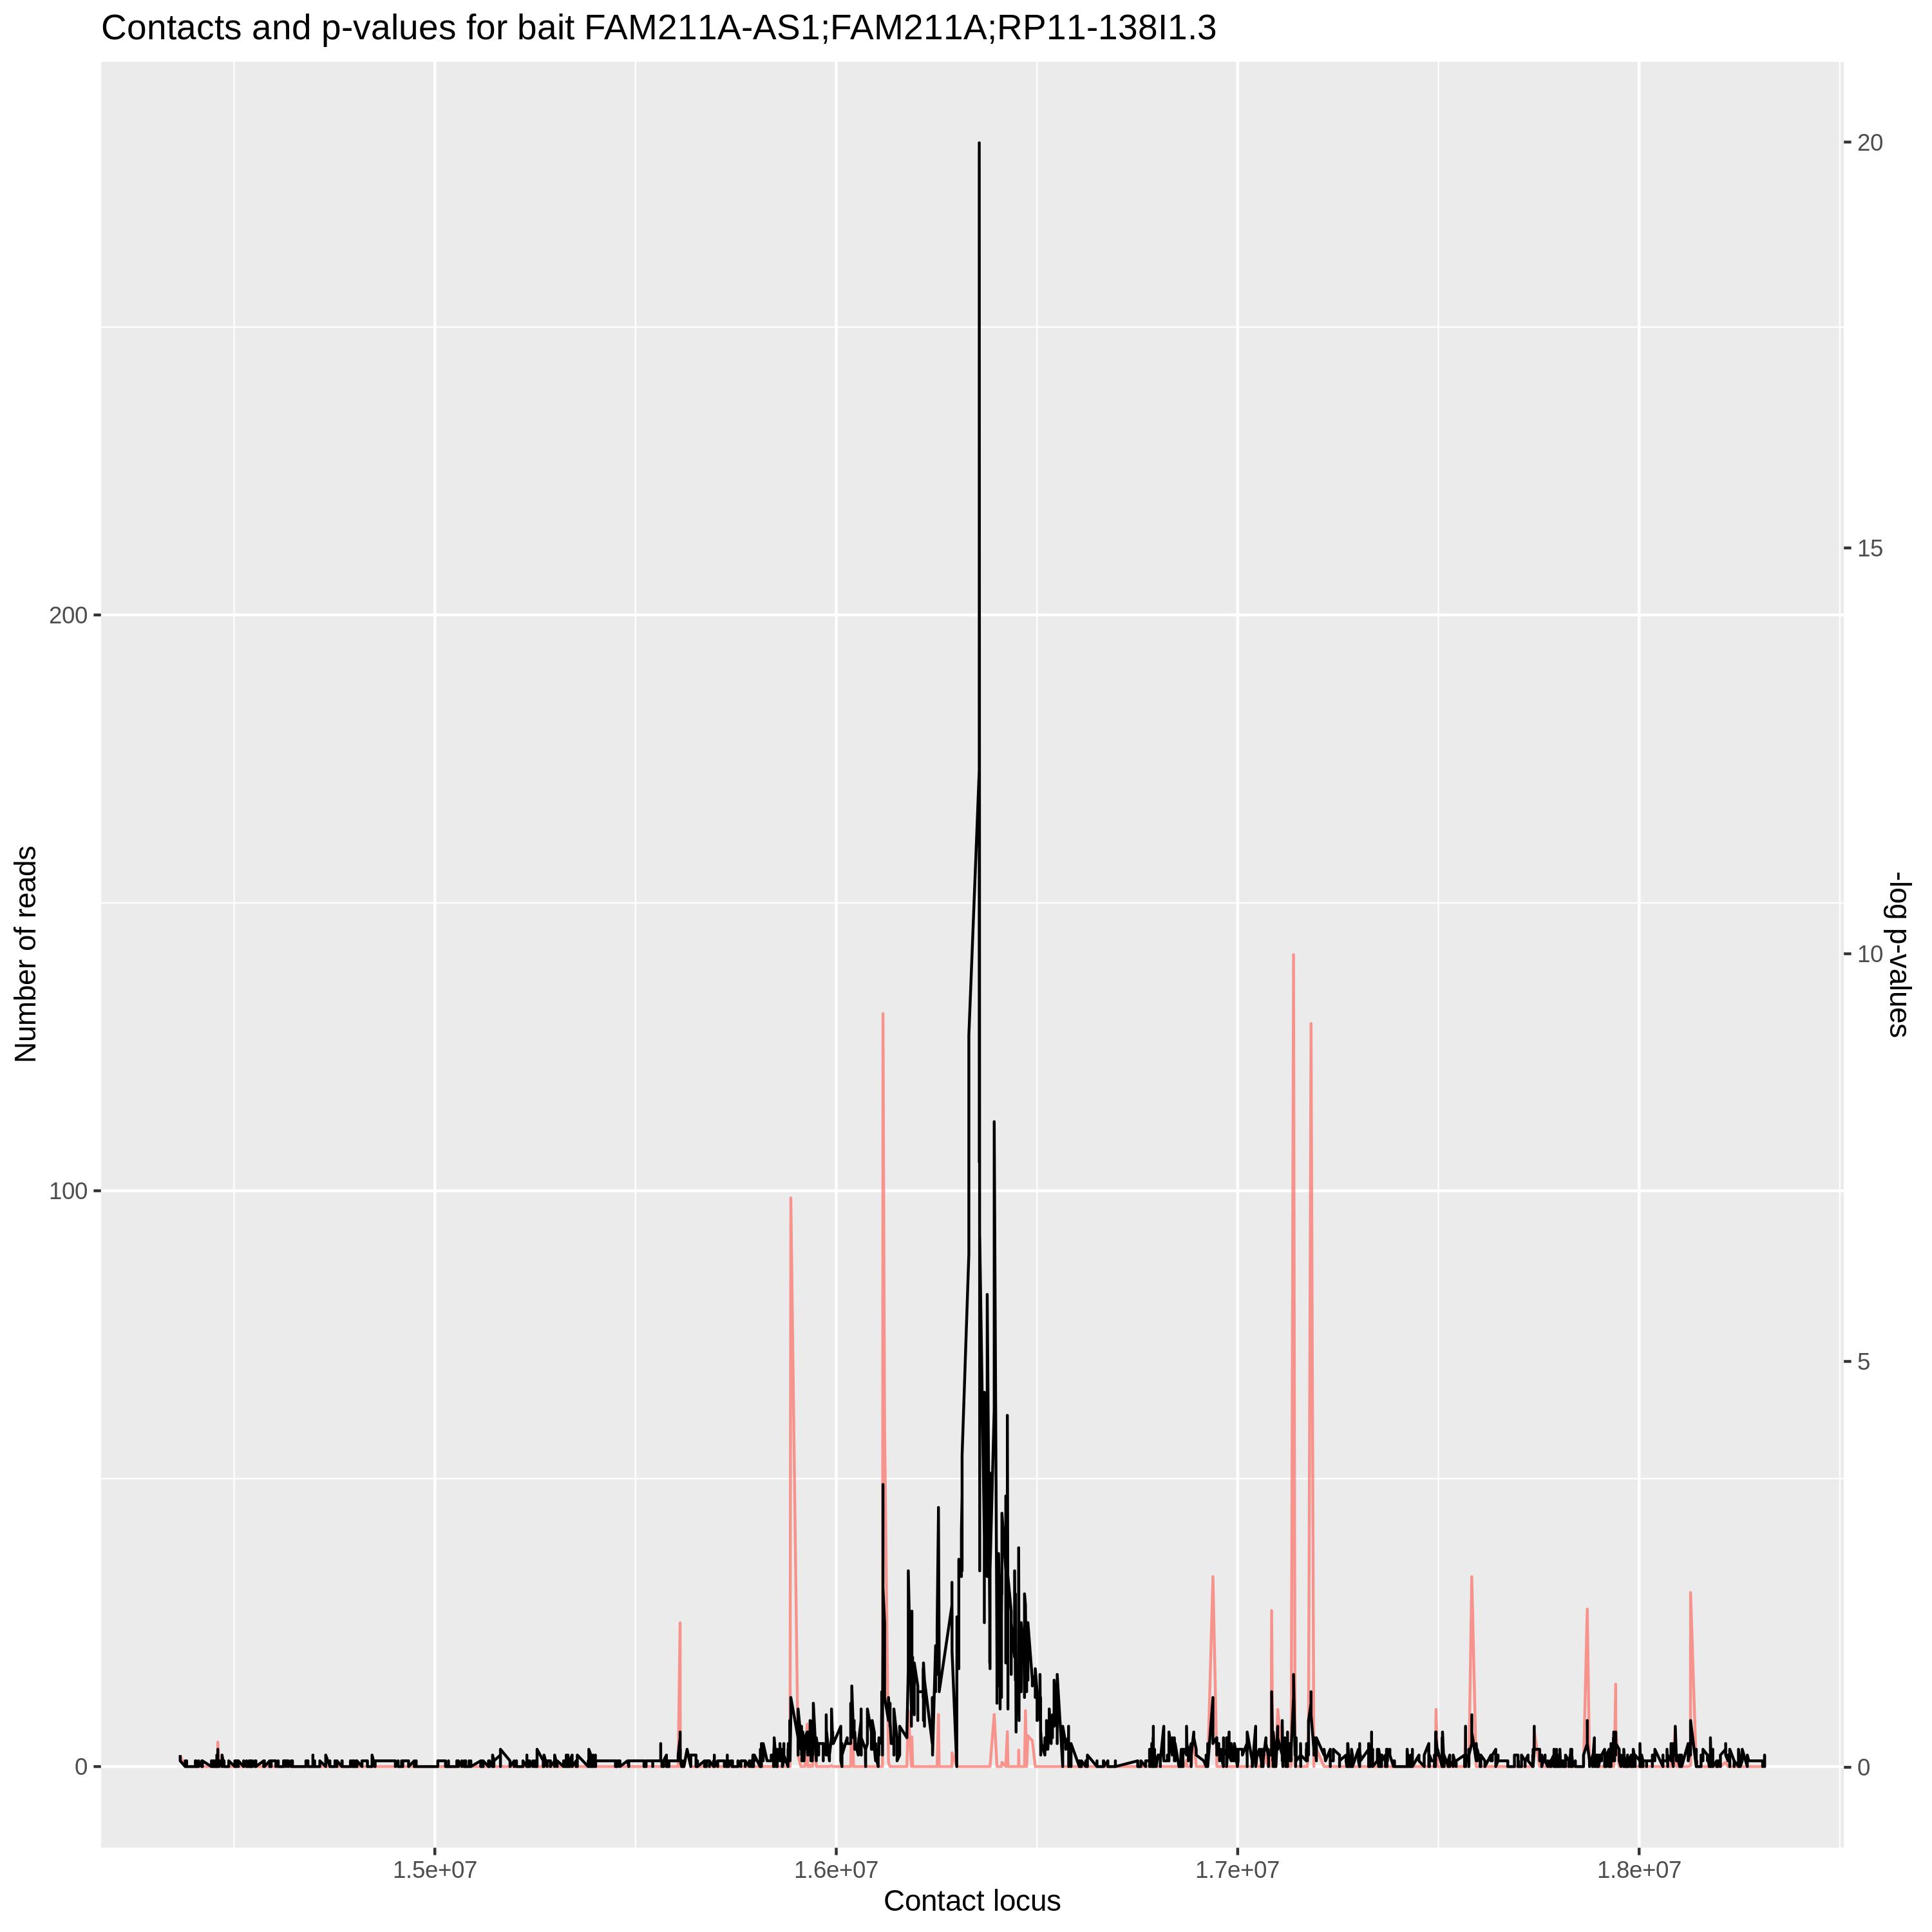 Contacts and p-values for bait FAM211A-AS1;FAM211A;RP11-138I1.3
20
15
200
Number of reads
-log p-values
10
100
5
0
0
1.5e+07
1.6e+07
1.7e+07
1.8e+07
Contact locus